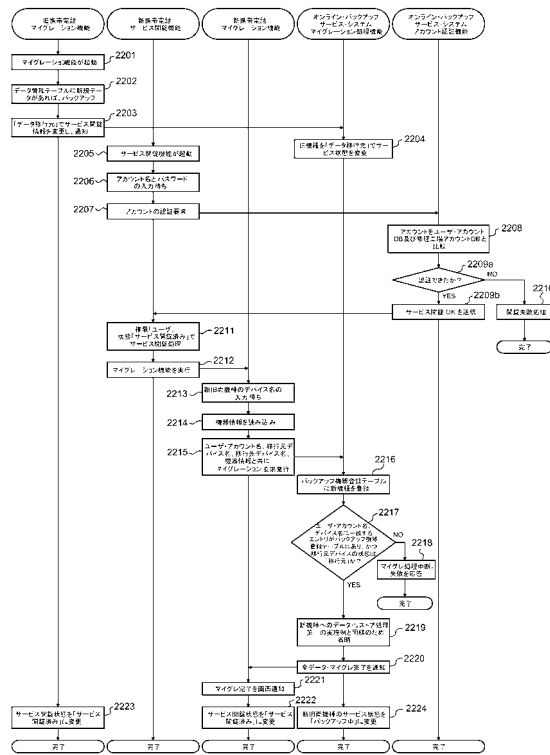 旧携帯電話
マイグレーション機能
新携帯電話
サービス開錠機能
新携帯電話
マイグレーション機能
オンライン・バックアップ
サービス・システム
マイグレーション処理機能
オンライン・バックアップ
サービス・システム
アカウント認証機能
マイグレーション機能が起動
2201
データ管理テーブルに新規デー
タがあれば、バックアップ
2202
「データ移行元」でサービス開錠
情報を変更し、通知
2203
旧機種を「データ移行元」でサー
ビス状態を変更
2204
サービス開錠機能が起動
2205
アカウント名とパスワード
の入力待ち
2206
アカウントの認証要求
2207
アカウントをユーザ・アカウント
DB及び修理工場アカウントDBと
比較
2208
認証できたか?
2209a
NO
YES
サービス開錠OKを送信
2209b
開錠失敗処理
2210
完了
種別「ユーザ」、
状態「サービス開錠済み」で
サービス開錠処理
2211
マイグレーション機能を実行
2212
新旧両機種のデバイス名の
入力待ち
2213
機器情報を読み込み
2214
ユーザ・アカウント名、移行元デ
バイス名、移行先デバイス名、
機器情報と共に
マイグレーション要求発行
2215
バックアップ機器登録テーブル
に新機種を登録
2216
ユーザ・アカウント名、
デバイス名に一致する
エントリがバックアップ機器
登録テーブルにあり、かつ
移行元デバイスの状態は
「移行元」か?
2217
NO
YES
マイグレ処理中断、
失敗を応答
2218
完了
新機種へのデータ・リストア処理
第一の実施例と同様のため
省略
2219
全データ・マイグレ完了を通知
2220
マイグレ完了を画面通知
2221
サービス開錠状態を「サービス
開錠済み」に変更
2222
サービス開錠状態を「サービス
閉錠済み」に変更
2223
新旧両機種のサービス状態を
「バックアップ中」に変更
2224
完了
完了
完了
完了
完了